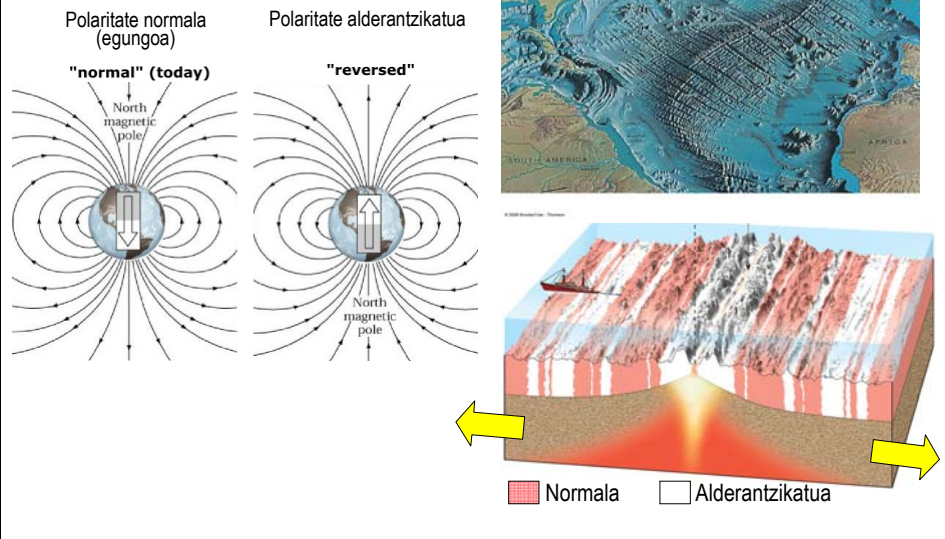 Polaritate normala
(egungoa)
Polaritate alderantzikatua
"normal" (today)
"reversed"
North
magnetic
pole
North
magnetic
pole
SOUTH AMERICA
AFRICA
Normala
Alderantzikatua